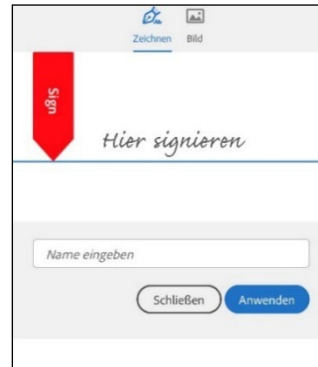 Zeichnen Bild
Sign
Hier signieren
Name eingeben
Schließen Anwenden